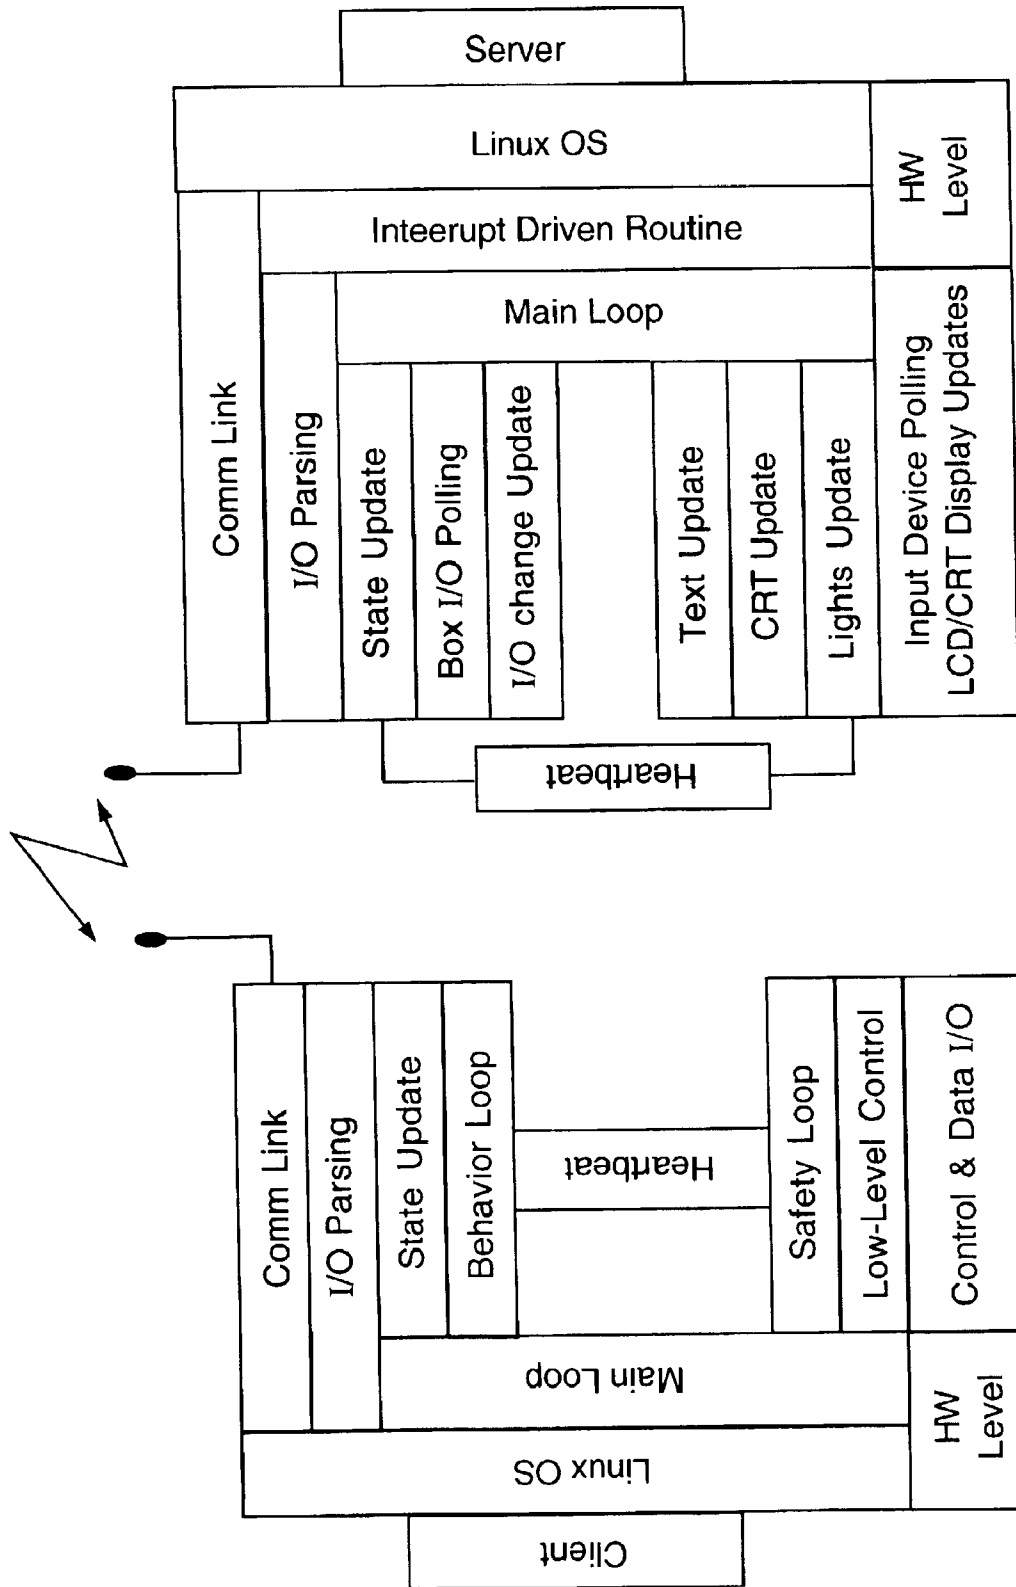 Server
Linux OS
HW
Level
Inteerupt Driven Routine
Main Loop
Comm Link
I/O Parsing
State Update
Box I/O Polling
I/O change Update
Text Update
CRT Update
Lights Update
Input Device Polling
LCD/CRT Display Updates
Heartbeat
Comm Link
I/O Parsing
State Update
Behavior Loop
Heartbeat
Safety Loop
Low-Level Control
Control & Data I/O
Main Loop
HW
Level
Linux OS
Client